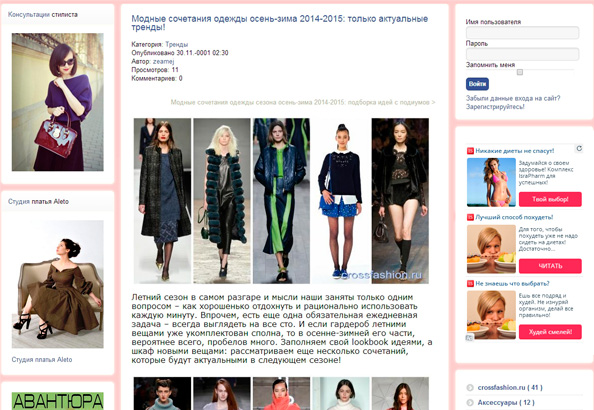 Консультации стилиста
Студия платья Aleto
Студия платья Aleto
АВАНТЮРА
Модные сочетания одежды осень-зима 2014-2015: только актуальные
тренды!
Категория: Тренды
Опубликовано 30.11.-0001 02:30
Автор: zeamej
Просмотров: 11
Комментариев: 0
Модные сочетания одежды сезона осень-зима 2014-2015: подборка идей с подиумов >
crossfashion.ru
Летний сезон в самом разгаре и мысли наши заняты только одним
вопросом – как хорошенько отдохнуть и рационально использовать
каждую минуту. Впрочем, есть еще одна обязательная ежедневная
задача – всегда выглядеть на все сто. И если гардероб летними
вещами уже укомплектован сполна, то в осенне-зимней его части,
вероятнее всего, пробелов много. Заполняем свой lookbook идеями, а
шкаф новыми вещами: рассматриваем еще несколько сочетаний,
которые будут актуальными в следующем сезоне!
Имя пользователя
Пароль
Запомнить меня
Войти
Забыли данные входа на сайт?
Зарегистрируйтесь!
Никакие диеты не спасут!
Задумайся о своем
здоровье! Комплекс
IsraPharm для
успешных!
Твой выбор!
Лучший способ похудеть!
Для того, чтобы
похудеть уже не надо
сидеть на диетах!
Достаточно...
ЧИТАТЬ
Не знаешь что выбрать?
Ешь все подряд и
худей. Не изнуряй
организм, делай все
правильно!
Худей смелей!
crossfashion.ru ( 41 )
Аксессуары ( 12 )